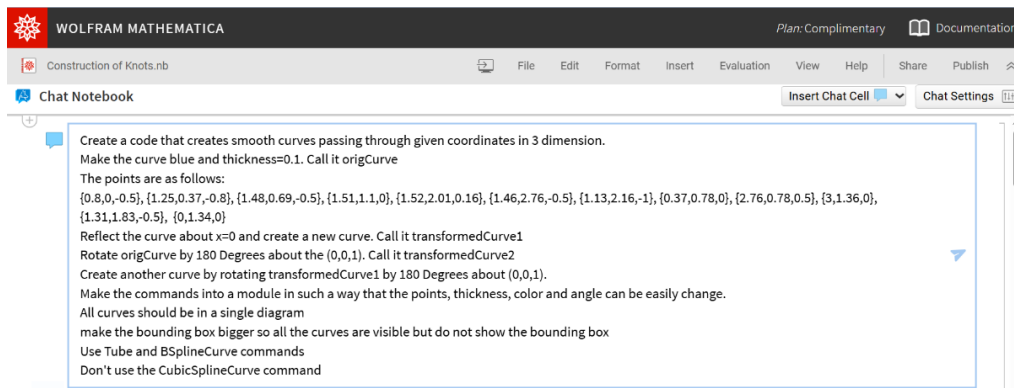 WOLFRAM MATHEMATICA Plan: Complimentary Documentation
Construction of Knots.nb File Edit Format Insert Evaluation View Help Share Publish
Chat Notebook Insert Chat Cell Chat Settings
Create a code that creates smooth curves passing through given coordinates in 3 dimension.
Make the curve blue and thickness=0.1. Call it origCurve
The points are as follows:
{0.8,0,-0.5}, {1.25,0.37,-0.8}, {1.48,0.69,-0.5}, {1.51,1.1,0}, {1.52,2.01,0.16}, {1.46,2.76,-0.5}, {1.13,2.16,-1}, {0.37,0.78,0}, {2.76,0.78,0.5}, {3,1.36,0},
{1.31,1.83,-0.5}, {0,1.34,0}
Reflect the curve about x=0 and create a new curve. Call it transformedCurve1
Rotate origCurve by 180 Degrees about the (0,0,1). Call it transformedCurve2
Create another curve by rotating transformedCurve1 by 180 Degrees about (0,0,1).
Make the commands into a module in such a way that the points, thickness, color and angle can be easily change.
All curves should be in a single diagram
make the bounding box bigger so all the curves are visible but do not show the bounding box
Use Tube and BSplineCurve commands
Don't use the CubicSplineCurve command